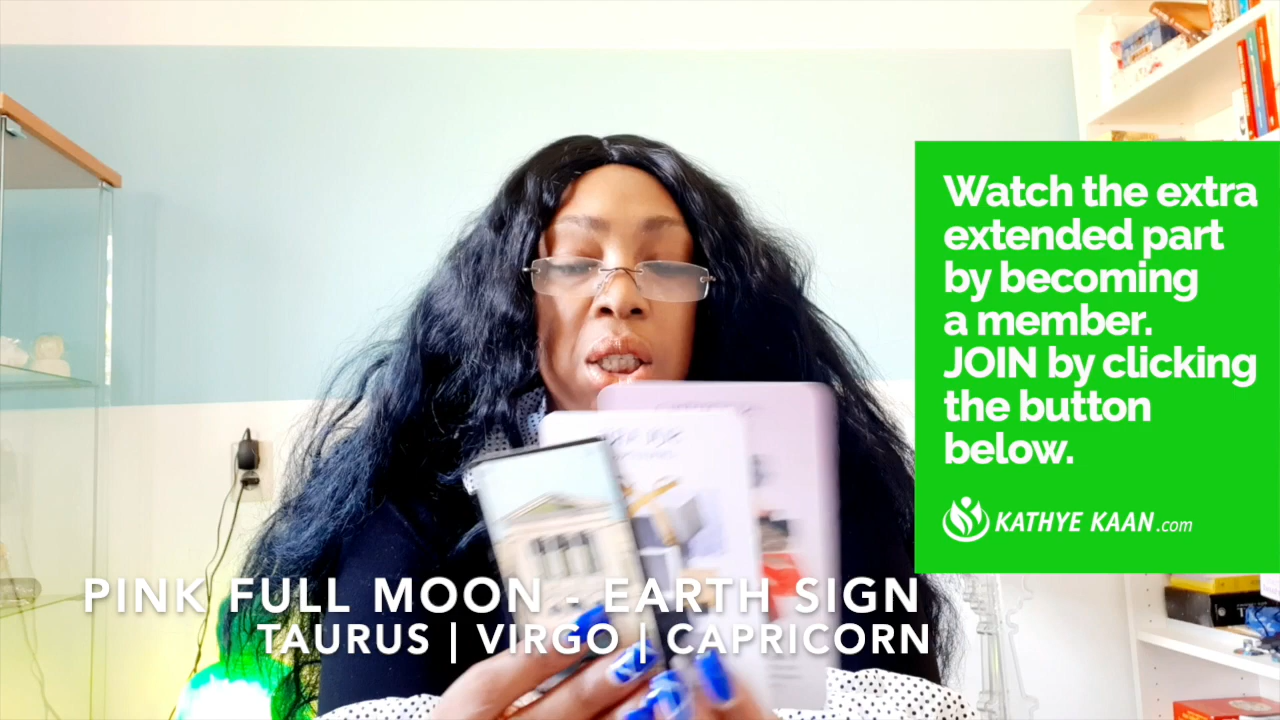 Watch the extra
extended part
by becoming
a member.
JOIN by clicking
the button
below.
KATHYE KAAN.com
PINK FULL MOON - EARTH SIGN
TAURUS | VIRGO | CAPRICORN